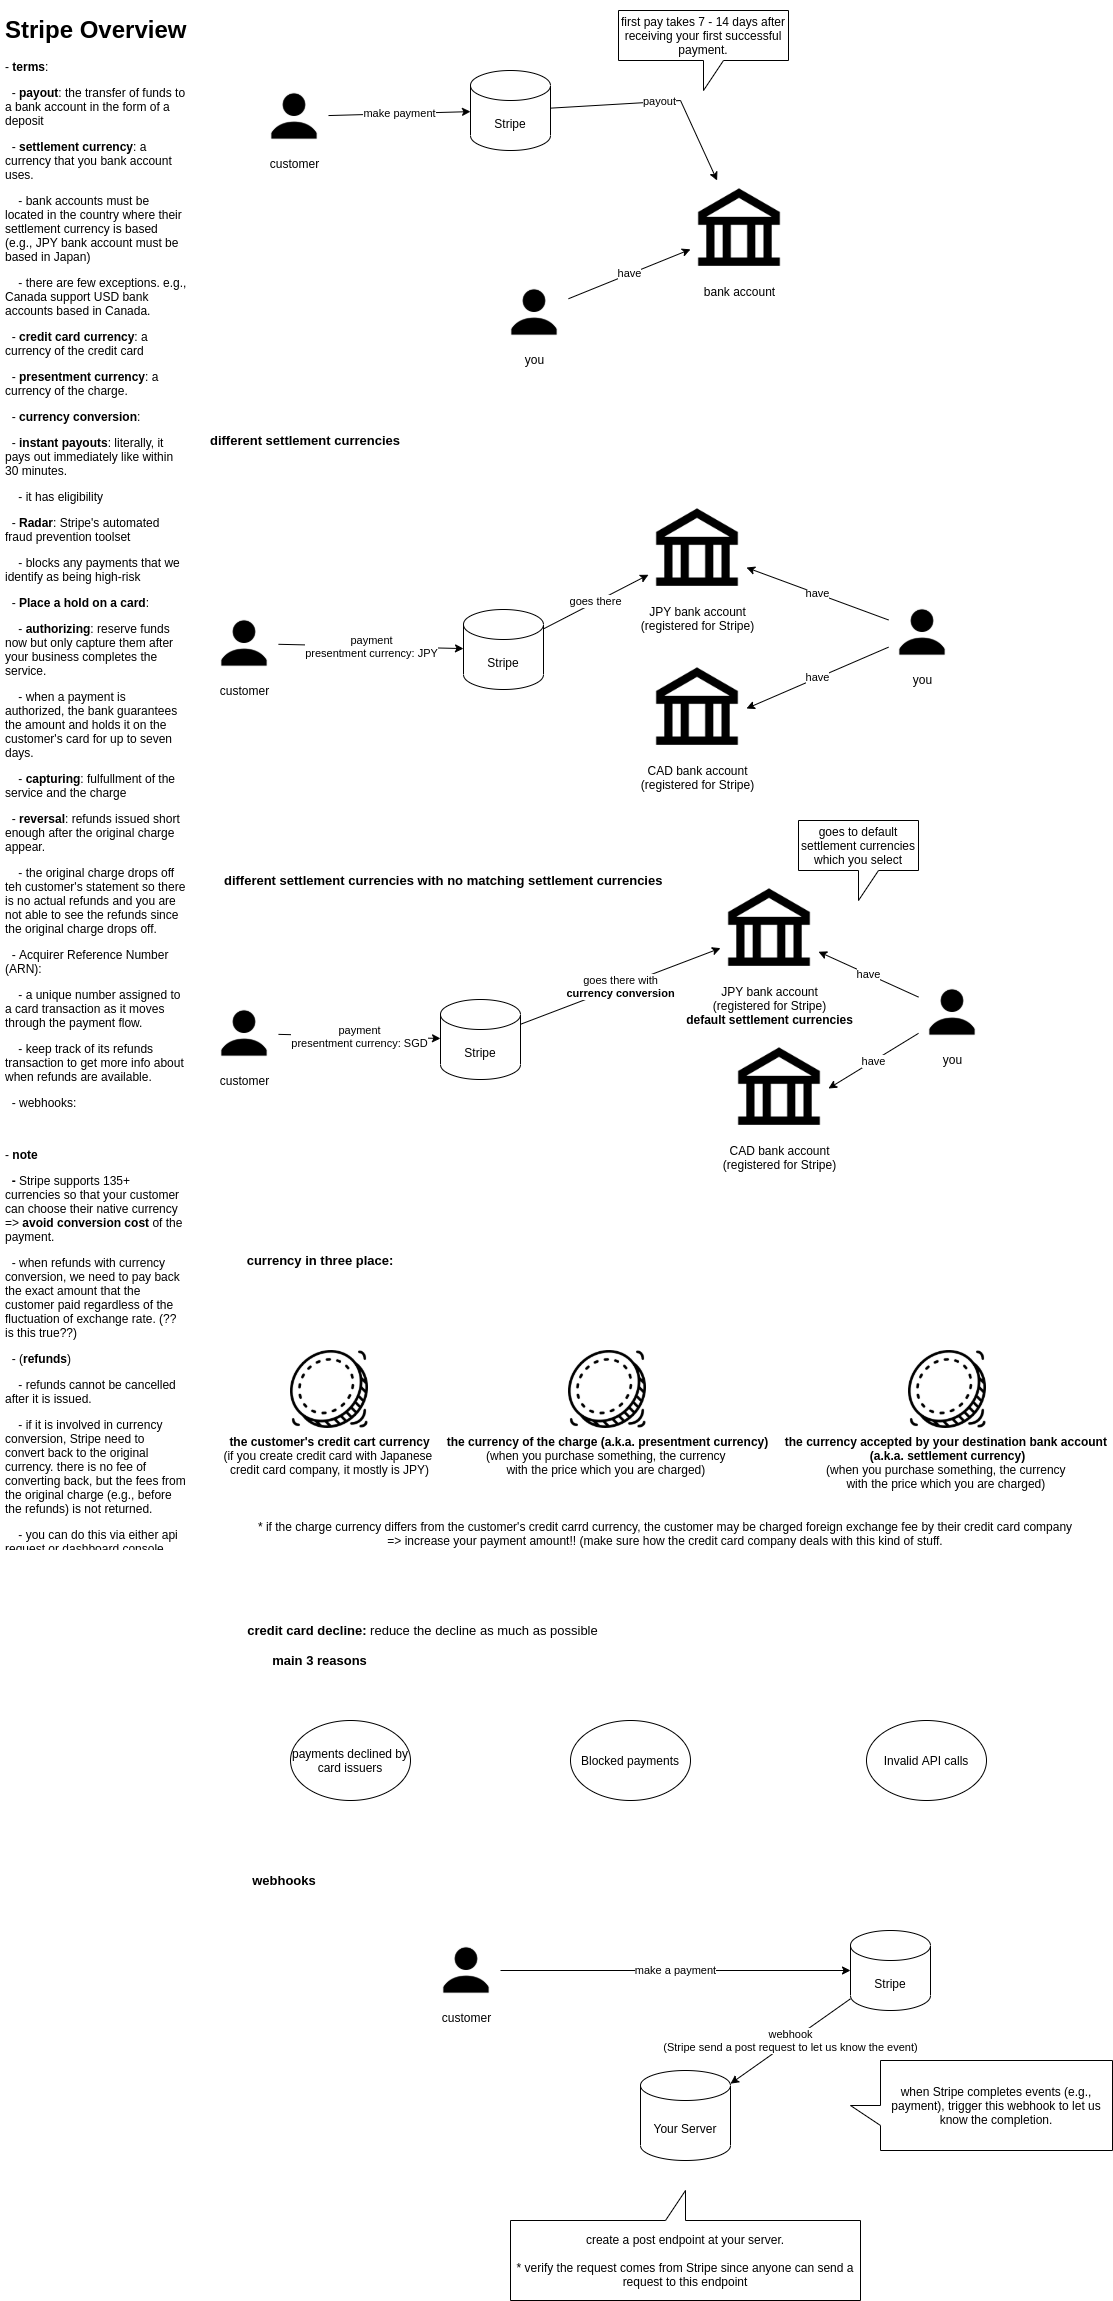 Stripe Overview
- terms:
- payout: the transfer of funds to
a bank account in the form of a
deposit
- settlement currency: a
currency that you bank account
uses.
- bank accounts must be
located in the country where their
settlement currency is based
(e.g., JPY bank account must be
based in Japan)
- there are few exceptions. e.g.,
Canada support USD bank
accounts based in Canada.
- credit card currency: a
currency of the credit card
- presentment currency: a
currency of the charge.
- currency conversion:
- instant payouts: literally, it
pays out immediately like within
30 minutes.
- it has eligibility
- Radar: Stripe's automated
fraud prevention toolset
- blocks any payments that we
identify as being high-risk
- Place a hold on a card:
- authorizing: reserve funds
now but only capture them after
your business completes the
service.
- when a payment is
authorized, the bank guarantees
the amount and holds it on the
customer's card for up to seven
days.
- capturing: fulfullment of the
service and the charge
- reversal: refunds issued short
enough after the original charge
appear.
- the original charge drops off
teh customer's statement so there
is no actual refunds and you are
not able to see the refunds since
the original charge drops off.
- Acquirer Reference Number
(ARN):
- a unique number assigned to
a card transaction as it moves
through the payment flow.
- keep track of its refunds
transaction to get more info about
when refunds are available.
- webhooks:
- note
- Stripe supports 135+
currencies so that your customer
can choose their native currency
=> avoid conversion cost of the
payment.
- when refunds with currency
conversion, we need to pay back
the exact amount that the
customer paid regardless of the
fluctuation of exchange rate. (??
is this true??)
- (refunds)
- refunds cannot be cancelled
after it is issued.
- if it is involved in currency
conversion, Stripe need to
convert back to the original
currency. there is no fee of
converting back, but the fees from
the original charge (e.g., before
the refunds) is not returned.
- you can do this via either api
request or dashboard console
first pay takes 7 - 14 days after
receiving your first successful
payment.
customer
make payment
Stripe
payout
bank account
have
you
different settlement currencies
customer
payment
presentment currency: JPY
Stripe
goes there
JPY bank account
(registered for Stripe)
have
you
have
CAD bank account
(registered for Stripe)
goes to default
settlement currencies
which you select
different settlement currencies with no matching settlement currencies
customer
payment
presentment currency: SGD
Stripe
goes there with
currency conversion
JPY bank account
(registered for Stripe)
default settlement currencies
have
you
have
CAD bank account
(registered for Stripe)
currency in three place:
the customer's credit cart currency
(if you create credit card with Japanese
credit card company, it mostly is JPY)
the currency of the charge (a.k.a. presentment currency)
(when you purchase something, the currency
with the price which you are charged)
the currency accepted by your destination bank account
(a.k.a. settlement currency)
(when you purchase something, the currency
with the price which you are charged)
* if the charge currency differs from the customer's credit carrd currency, the customer may be charged foreign exchange fee by their credit card company
=> increase your payment amount!! (make sure how the credit card company deals with this kind of stuff.
credit card decline: reduce the decline as much as possible
main 3 reasons
payments declined by
card issuers
Blocked payments
Invalid API calls
webhooks
customer
make a payment
Stripe
webhook
(Stripe send a post request to let us know the event)
Your Server
when Stripe completes events (e.g.,
payment), trigger this webhook to let us
know the completion.
create a post endpoint at your server.
* verify the request comes from Stripe since anyone can send a
request to this endpoint